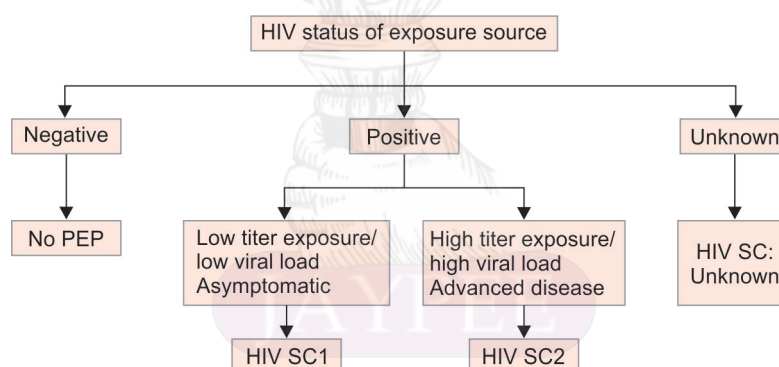 HIV status of exposure source
Negative
Positive
Unknown
No PEP
Low titer exposure/
low viral load
Asymptomatic
High titer exposure/
high viral load
Advanced disease
HIV SC:
Unknown
HIV SC1
HIV SC2
JAYPEE